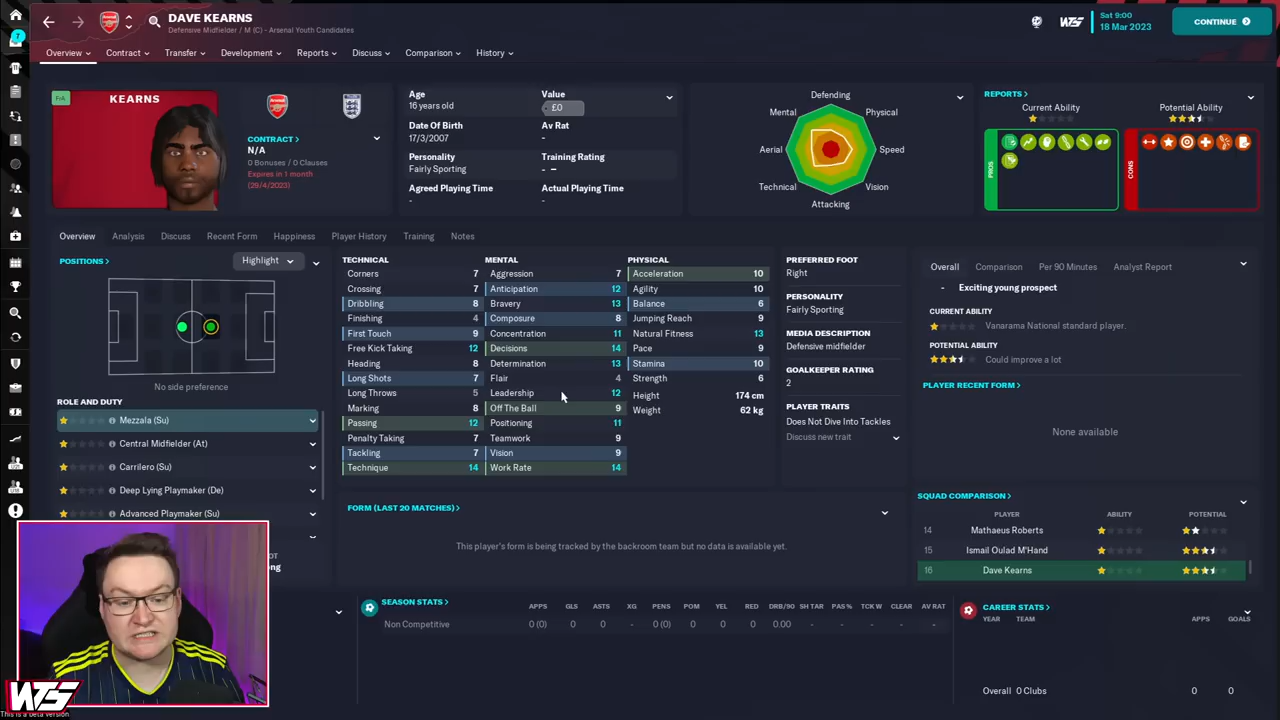 7
DAVE KEARNS
Defensive Midfielder / M (C) - Arsenal Youth Candidates
WTS
Sat 9:00
18 Mar 2023
CONTINUE
Overview Contract Transfer Development Reports Discuss Comparison History
F/A
KEARNS
CONTRACT >
N/A
0 Bonuses / 0 Clauses
Expires in 1 month
(29/4/2023)
Age
16 years old
Value
£0
Date Of Birth
17/3/2007
Av Rat
-
Personality
Fairly Sporting
Training Rating
- –
Agreed Playing Time
-
Actual Playing Time
-
Defending
Mental Physical
Aerial Speed
Technical Vision
Attacking
REPORTS >
Current Ability
Potential Ability
PROS
CONS
Overview Analysis Discuss Recent Form Happiness Player History Training Notes
POSITIONS >
Highlight
No side preference
ROLE AND DUTY
Mezzala (Su)
Central Midfielder (At)
Carrilero (Su)
Deep Lying Playmaker (De)
Advanced Playmaker (Su)
TECHNICAL
Corners 7
Crossing 7
Dribbling 8
Finishing 4
First Touch 9
Free Kick Taking 12
Heading 8
Long Shots 7
Long Throws 5
Marking 8
Passing 12
Penalty Taking 7
Tackling 7
Technique 14
MENTAL
Aggression 7
Anticipation 12
Bravery 13
Composure 8
Concentration 11
Decisions 14
Determination 13
Flair 4
Leadership 12
Off The Ball 9
Positioning 11
Teamwork 9
Vision 9
Work Rate 14
PHYSICAL
Acceleration 10
Agility 10
Balance 6
Jumping Reach 9
Natural Fitness 13
Pace 9
Stamina 10
Strength 6
Height 174 cm
Weight 62 kg
PREFERRED FOOT
Right
PERSONALITY
Fairly Sporting
MEDIA DESCRIPTION
Defensive midfielder
GOALKEEPER RATING
2
PLAYER TRAITS
Does Not Dive Into Tackles
Discuss new trait
Overall Comparison Per 90 Minutes Analyst Report
- Exciting young prospect
CURRENT ABILITY
Vanarama National standard player.
POTENTIAL ABILITY
Could improve a lot
PLAYER RECENT FORM >
None available
FORM (LAST 20 MATCHES) >
This player's form is being tracked by the backroom team but no data is available yet.
SQUAD COMPARISON >
PLAYER ABILITY POTENTIAL
14 Mathaeus Roberts
15 Ismail Oulad M'Hand
16 Dave Kearns
SEASON STATS >
APPS GLS ASTS XG PENS POM YEL RED DRB/90 SH TAR PAS % TCK W CLEAR AV RAT
Non Competitive 0 (0) 0 0 - 0 (0) 0 0 0 0.00 - - - - -
CAREER STATS >
YEAR TEAM APPS GOALS
Overall 0 Clubs 0 0
WTS
This is a beta version